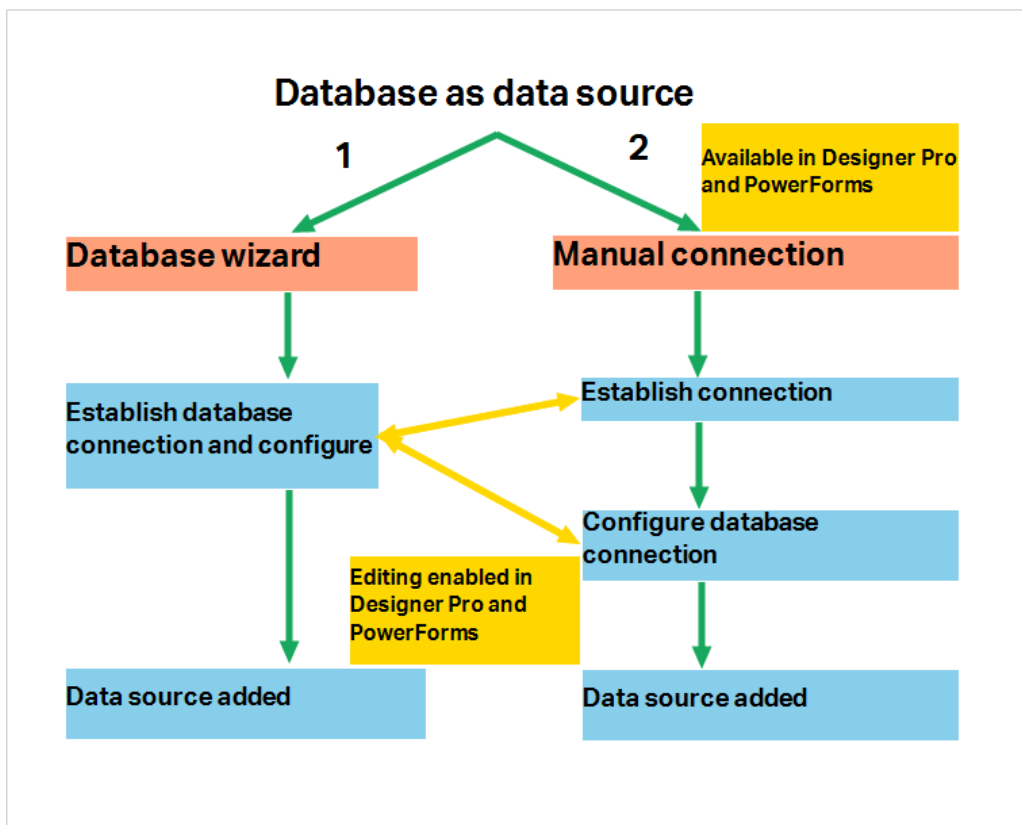 Database as data source
1
2
Available in Designer Pro
and PowerForms
Database wizard
Manual connection
Establish database
connection and configure
Establish connection
Configure database
connection
Editing enabled in
Designer Pro and
PowerForms
Data source added
Data source added